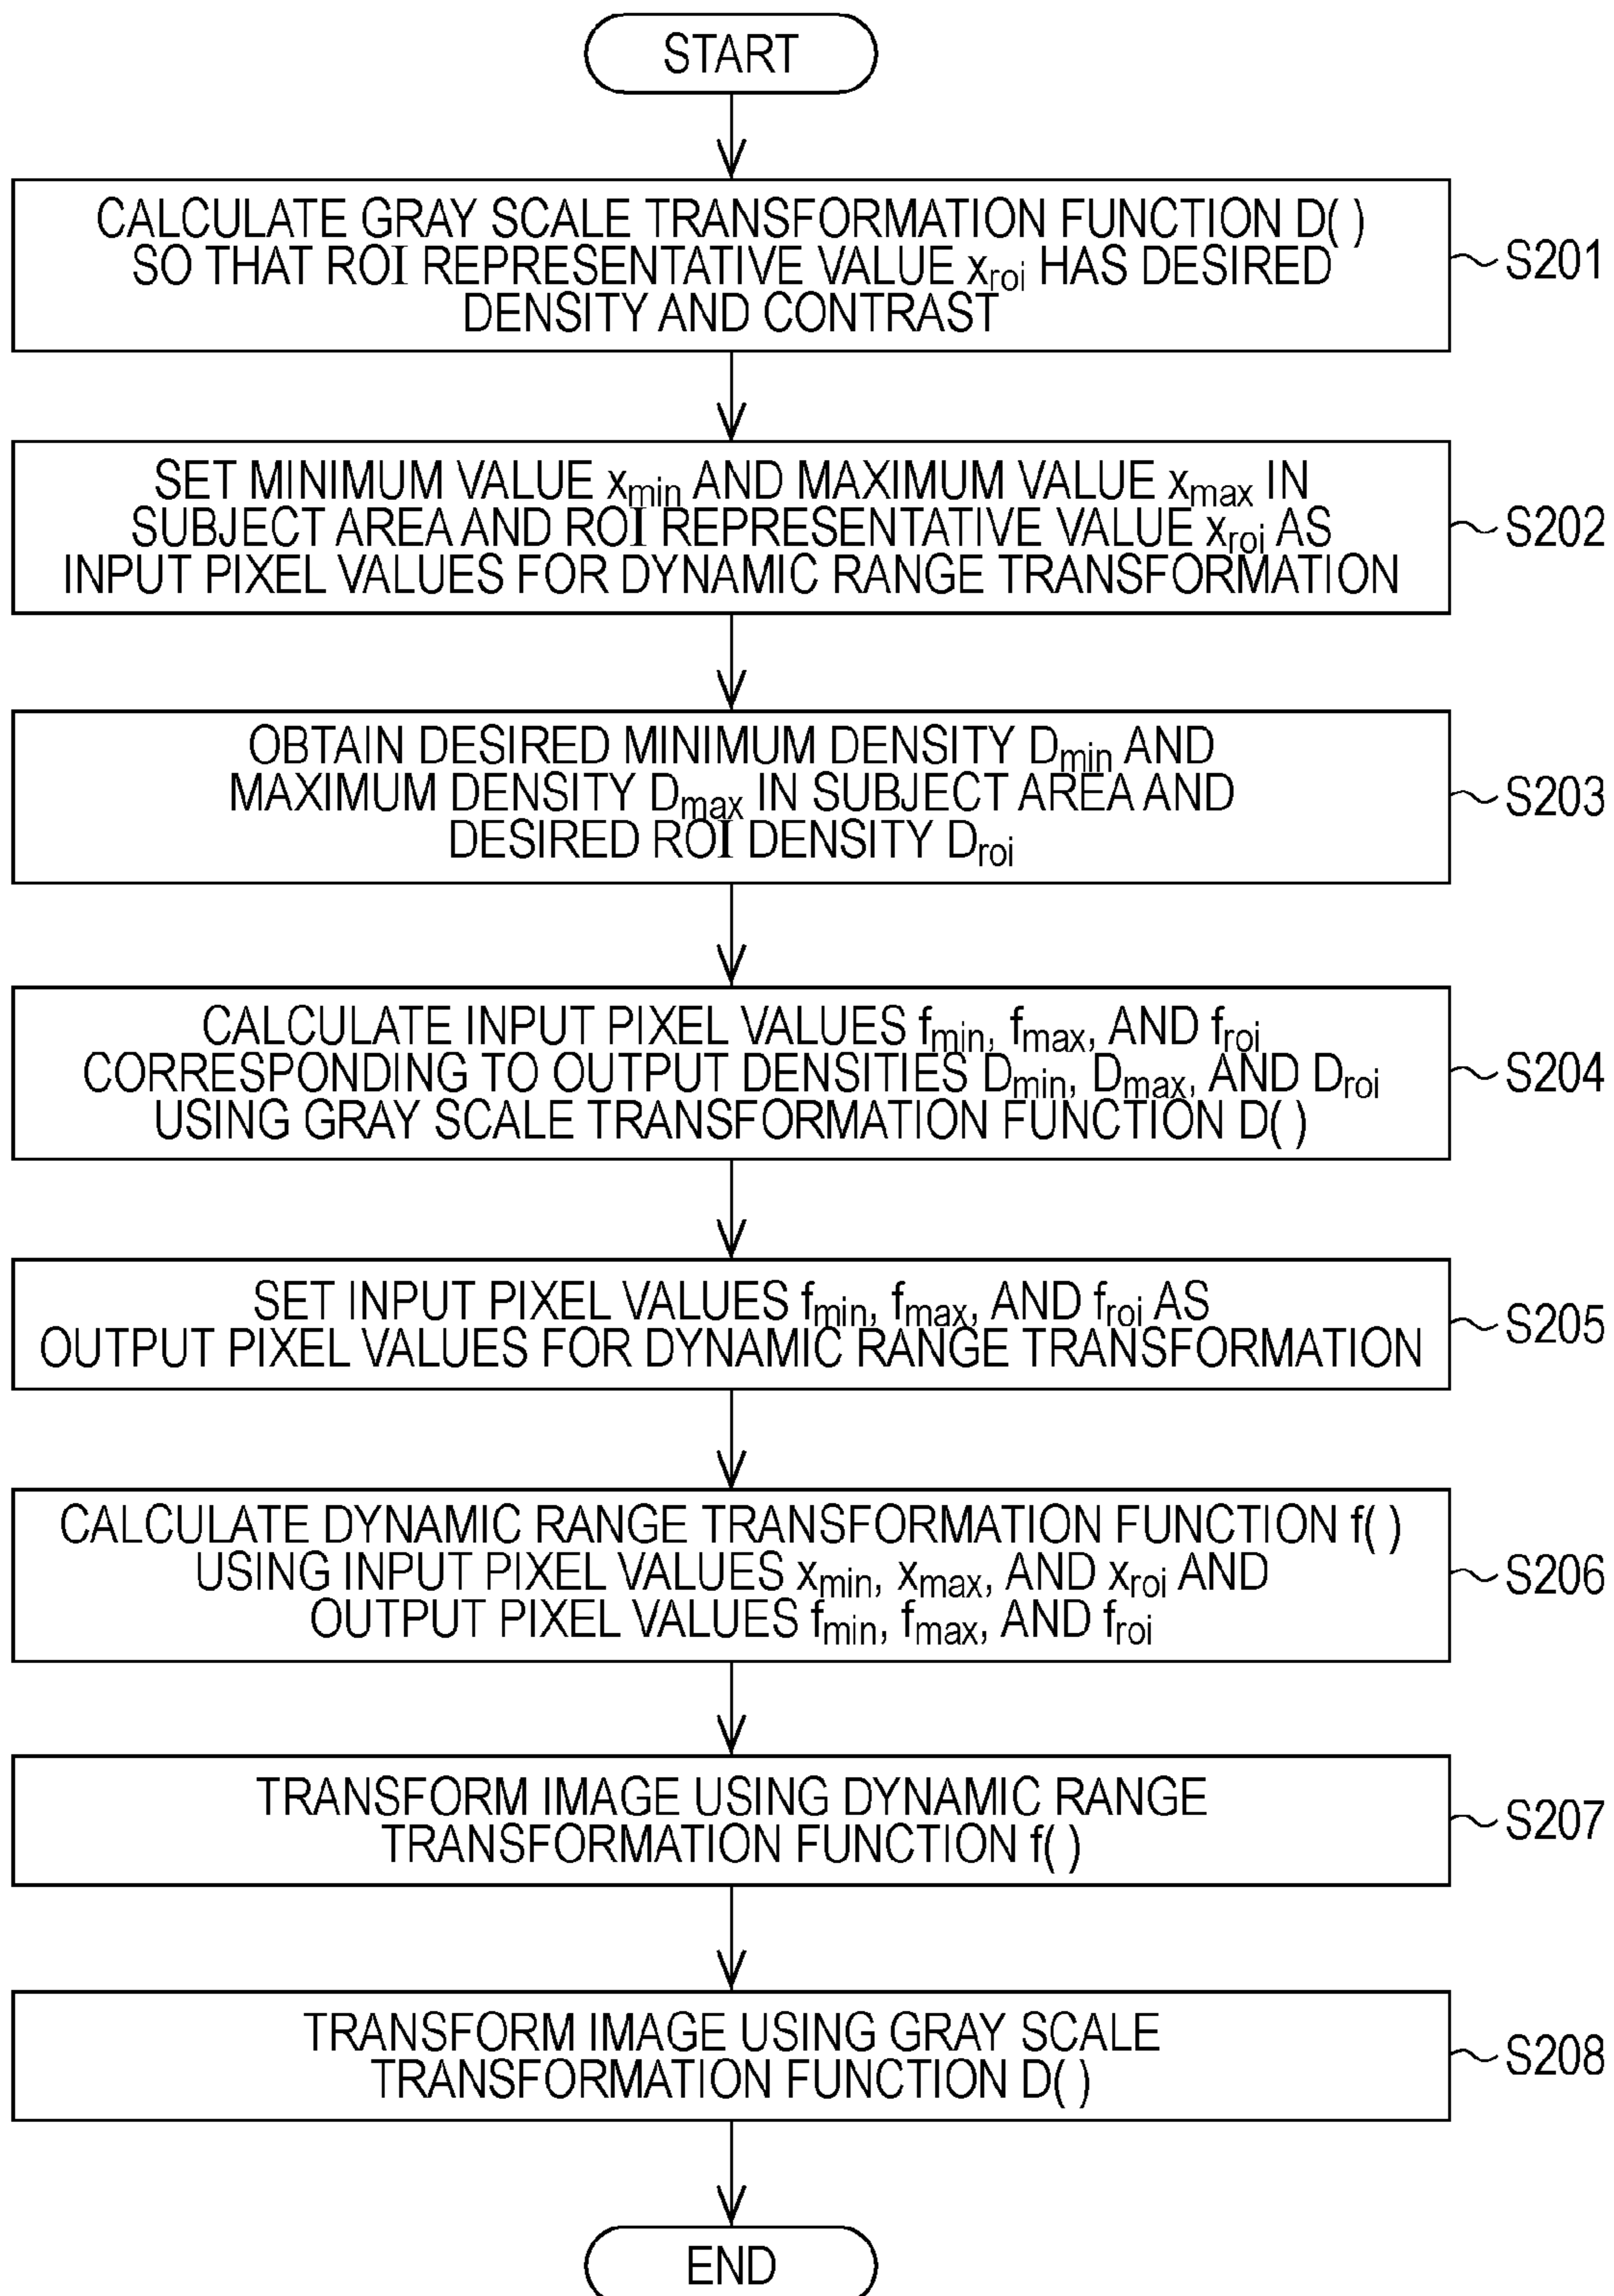 START
CALCULATE GRAY SCALE TRANSFORMATION FUNCTION D( )
SO THAT ROI REPRESENTATIVE VALUE xroi HAS DESIRED
DENSITY AND CONTRAST
S201
SET MINIMUM VALUE xmin AND MAXIMUM VALUE xmax IN
SUBJECT AREA AND ROI REPRESENTATIVE VALUE xroi AS
INPUT PIXEL VALUES FOR DYNAMIC RANGE TRANSFORMATION
S202
OBTAIN DESIRED MINIMUM DENSITY Dmin AND
MAXIMUM DENSITY Dmax IN SUBJECT AREA AND
DESIRED ROI DENSITY Droi
S203
CALCULATE INPUT PIXEL VALUES fmin, fmax, AND froi
CORRESPONDING TO OUTPUT DENSITIES Dmin, Dmax, AND Droi
USING GRAY SCALE TRANSFORMATION FUNCTION D( )
S204
SET INPUT PIXEL VALUES fmin, fmax, AND froi AS
OUTPUT PIXEL VALUES FOR DYNAMIC RANGE TRANSFORMATION
S205
CALCULATE DYNAMIC RANGE TRANSFORMATION FUNCTION f( )
USING INPUT PIXEL VALUES xmin, xmax, AND xroi AND
OUTPUT PIXEL VALUES fmin, fmax, AND froi
S206
TRANSFORM IMAGE USING DYNAMIC RANGE
TRANSFORMATION FUNCTION f( )
S207
TRANSFORM IMAGE USING GRAY SCALE
TRANSFORMATION FUNCTION D( )
S208
END